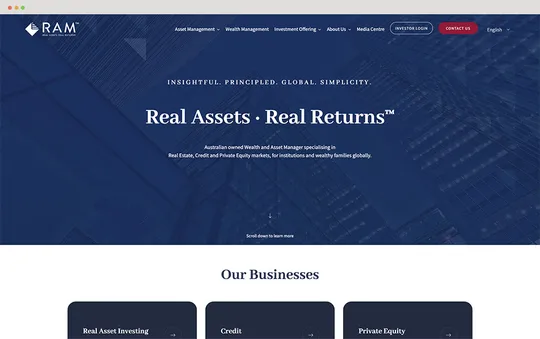 RAM™
REAL ASSETS. REAL RETURNS.
Asset Management
Wealth Management
Investment Offering
About Us
Media Centre
INVESTOR LOGIN
CONTACT US
English
INSIGHTFUL. PRINCIPLED. GLOBAL. SIMPLICITY.
Real Assets · Real Returns™
Australian owned Wealth and Asset Manager specialising in
Real Estate, Credit and Private Equity markets, for institutions and wealthy families globally.
Scroll down to learn more
Our Businesses
Real Asset Investing
Credit
Private Equity